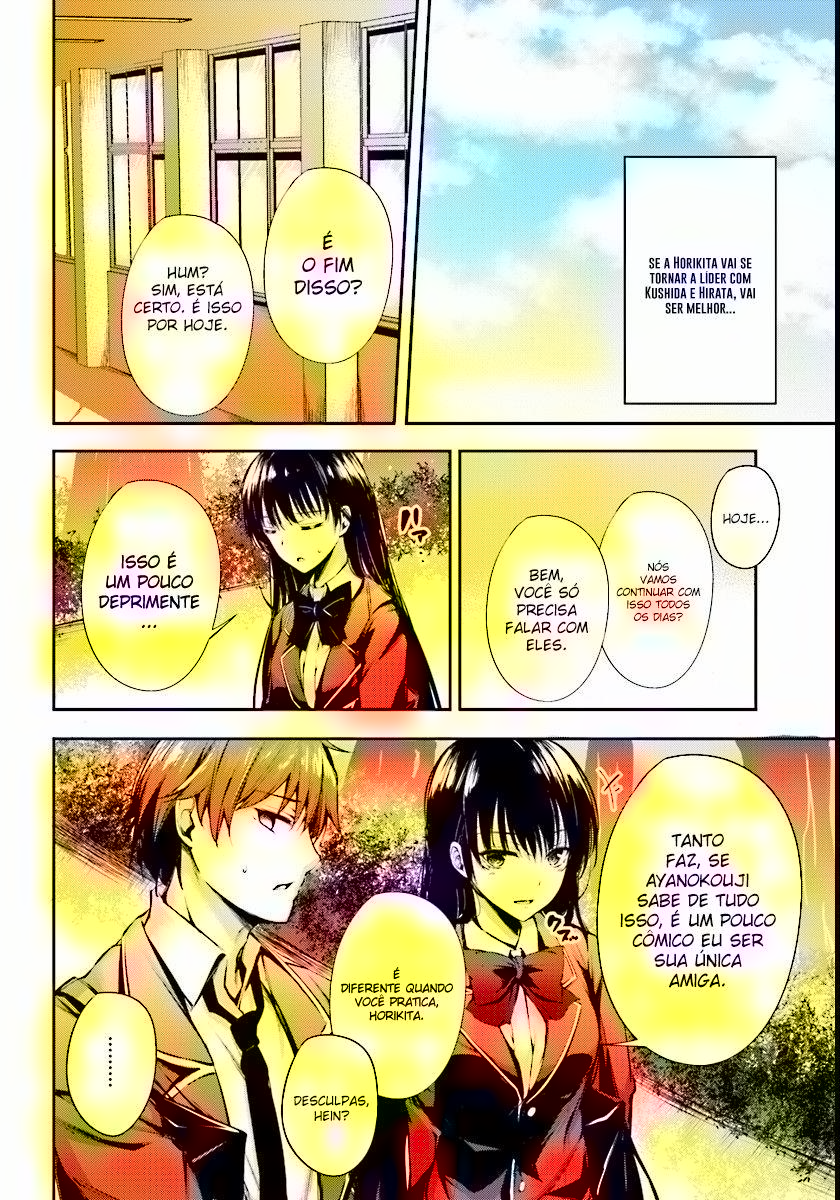 SE A HORIKITA VAI SE
TORNAR A LÍDER COM
KUSHIDA E HIRATA, VAI
SER MELHOR...
É
O FIM
DISSO?
HUM?
SIM, ESTÁ
CERTO. É ISSO
POR HOJE.
HOJE...
NÓS
VAMOS
CONTINUAR COM
ISSO TODOS
OS DIAS?
BEM,
VOCÊ SÓ
PRECISA
FALAR COM
ELES.
ISSO É
UM POUCO
DEPRIMENTE
...
TANTO
FAZ, SE
AYANOKOUJI
SABE DE TUDO
ISSO, É UM POUCO
CÔMICO EU SER
SUA ÚNICA
AMIGA.
É
DIFERENTE QUANDO
VOCÊ PRATICA,
HORIKITA.
DESCULPAS,
HEIN?
.........